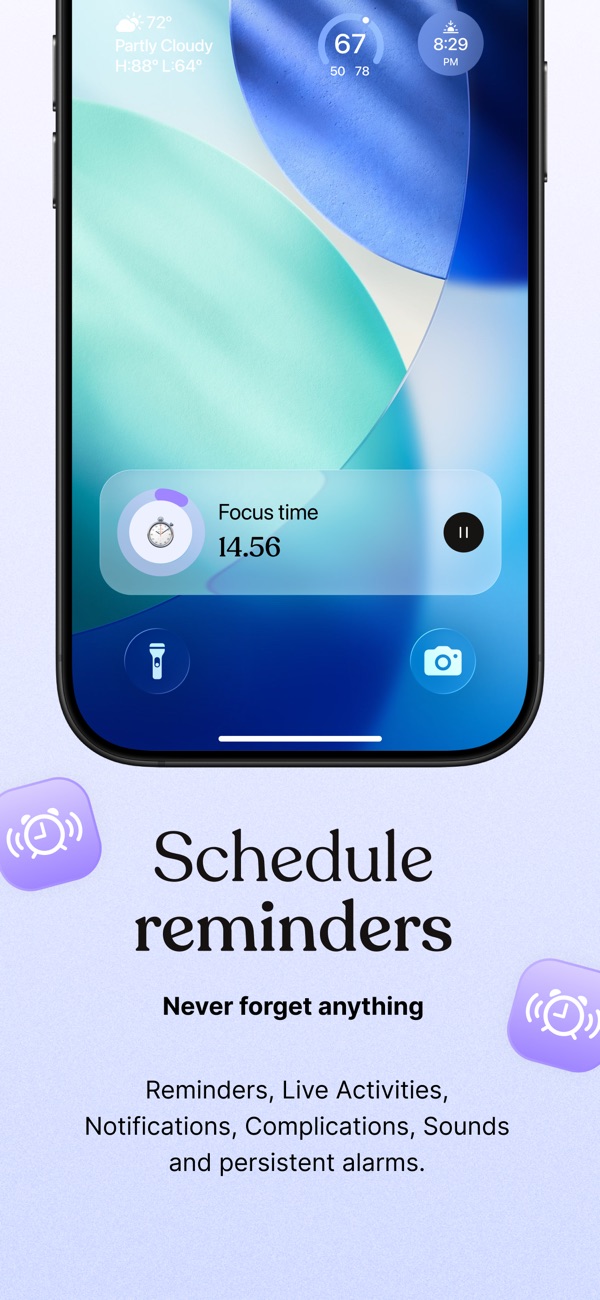 72°
Partly Cloudy
H:88° L:64°
67
50 78
8:29
PM
Focus time
14.56
Schedule
reminders
Never forget anything
Reminders, Live Activities,
Notifications, Complications, Sounds
and persistent alarms.